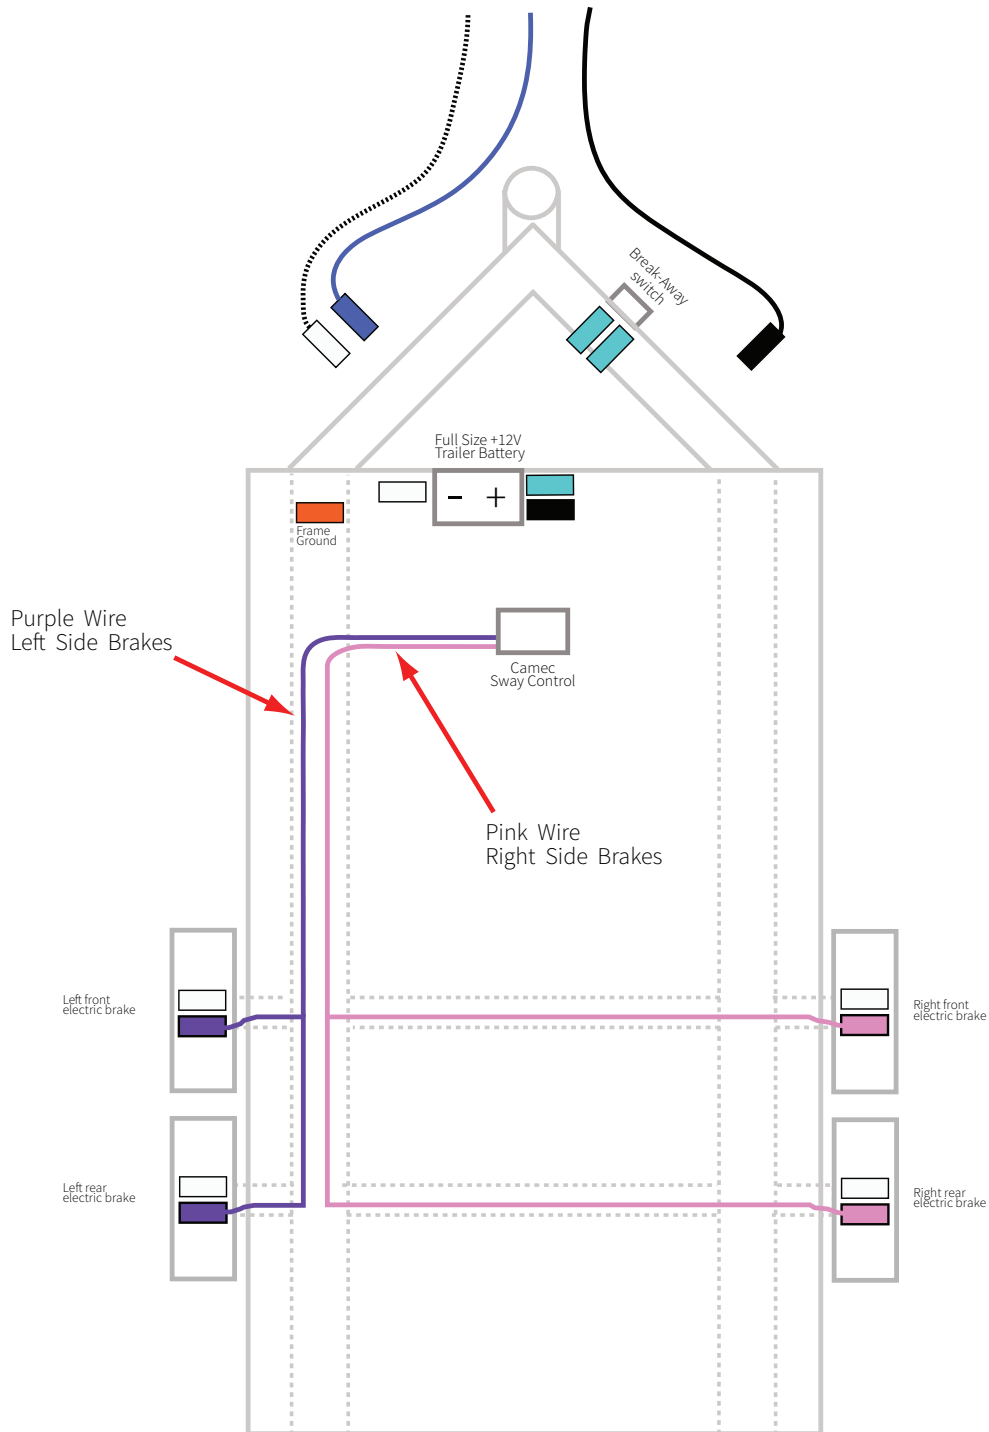 Break-Away
switch
Full Size +12V
Trailer Battery
- +
Frame
Ground
Purple Wire
Left Side Brakes
Camec
Sway Control
Pink Wire
Right Side Brakes
Left front
electric brake
Right front
electric brake
Left rear
electric brake
Right rear
electric brake